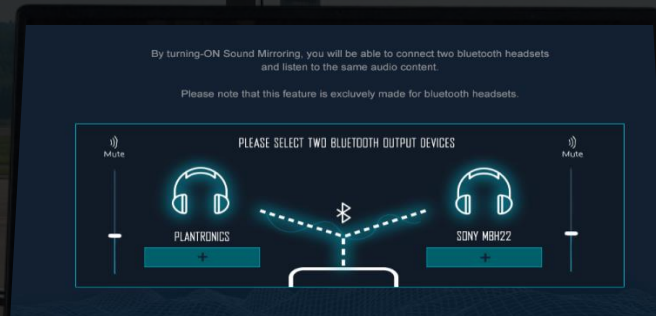 By turning-ON Sound Mirroring, you will be able to connect two bluetooth headsets
and listen to the same audio content.
Please note that this feature is excluvely made for bluetooth headsets.
PLEASE SELECT TWO BLUETOOTH OUTPUT DEVICES
Mute
Mute
PLANTRONICS
SONY MBH22
+
+